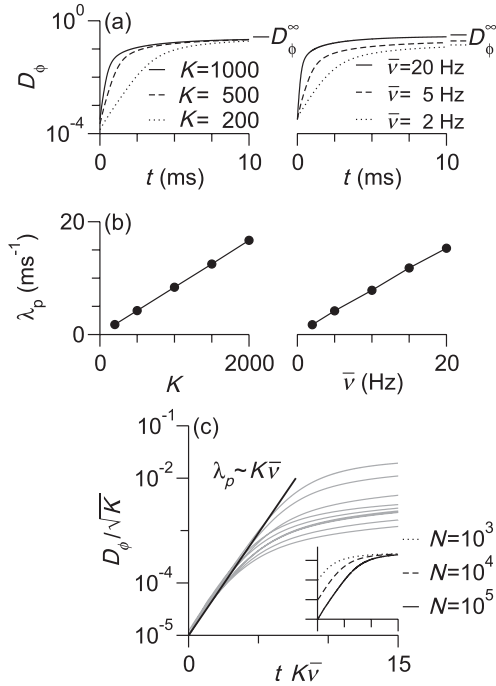 (a)
10^0
D_ϕ
10^-4
K=1000
K= 500
K= 200
D_ϕ^∞
0
10
t (ms)
ν̄=20 Hz
ν̄= 5 Hz
ν̄= 2 Hz
D_ϕ^∞
0
10
t (ms)
(b)
20
λ_p (ms^-1)
0
0
2000
K
0
20
ν̄ (Hz)
(c)
10^-1
10^-2
D_ϕ/√K
10^-4
10^-5
λ_p~Kν̄
N=10^3
N=10^4
N=10^5
0
15
t Kν̄